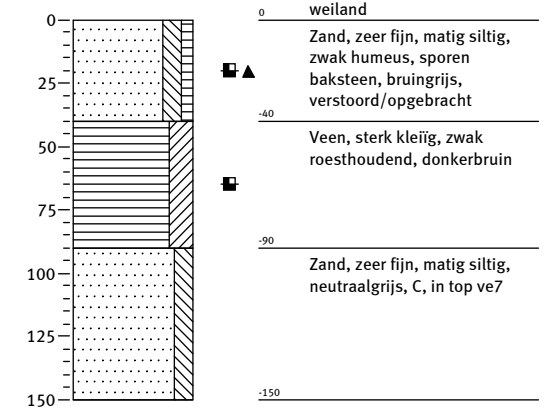 weiland
0
0
Zand, zeer fijn, matig siltig,
zwak humeus, sporen
baksteen, bruingrijs,
verstoord/opgebracht
25
-40
Veen, sterk kleiïg, zwak
roesthoudend, donkerbruin
50
75
-90
Zand, zeer fijn, matig siltig,
neutraalgrijs, C, in top ve7
100
125
-150
150